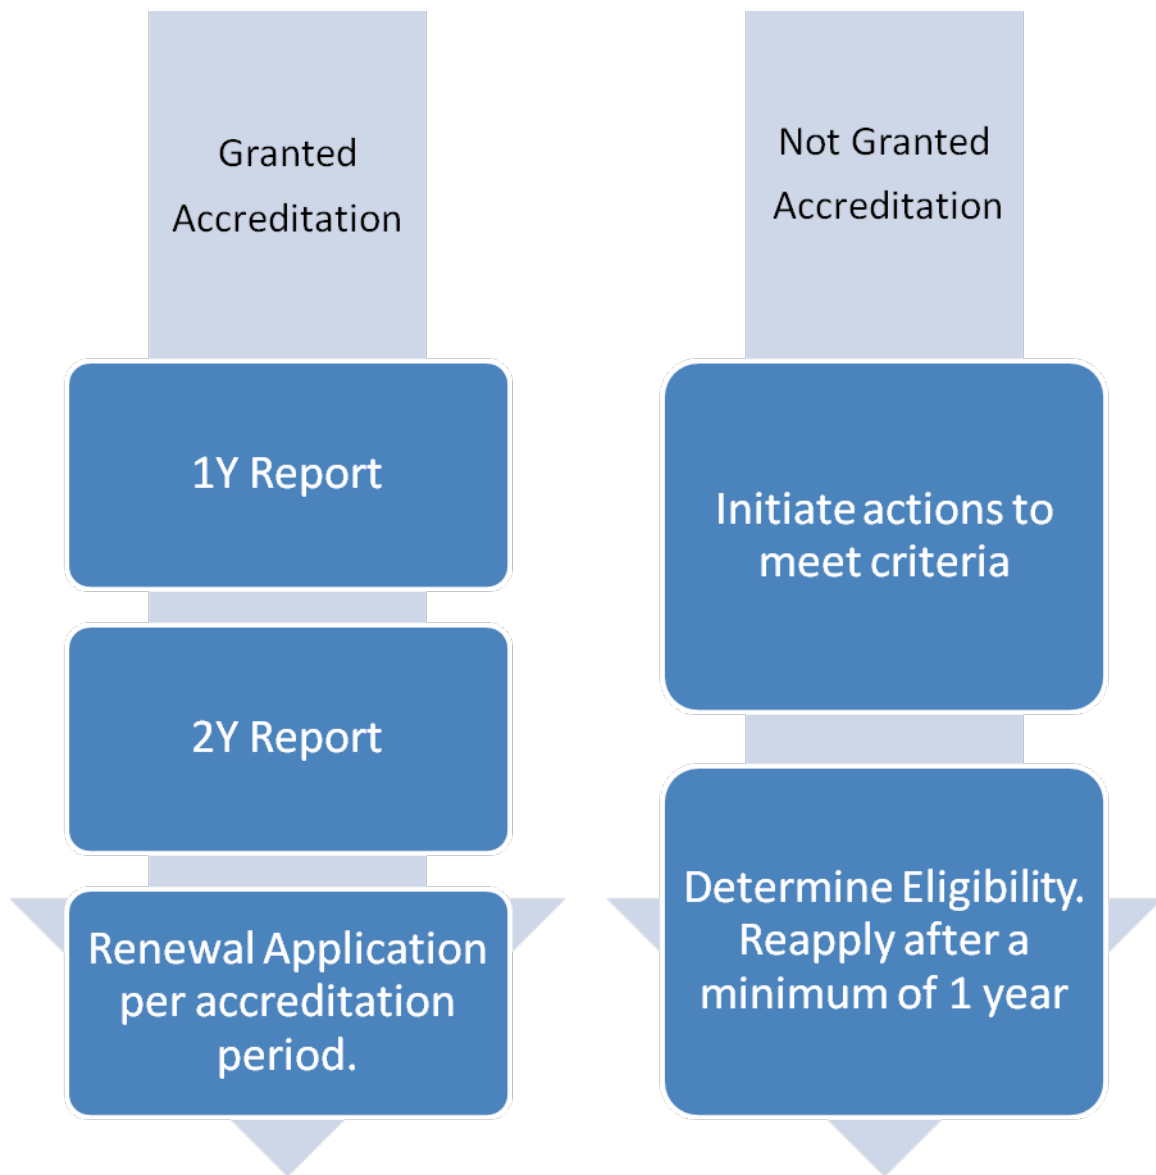 Granted
Accreditation
1Y Report
2Y Report
Renewal Application
per accreditation
period.
Not Granted
Accreditation
Initiate actions to
meet criteria
Determine Eligibility.
Reapply after a
minimum of 1 year